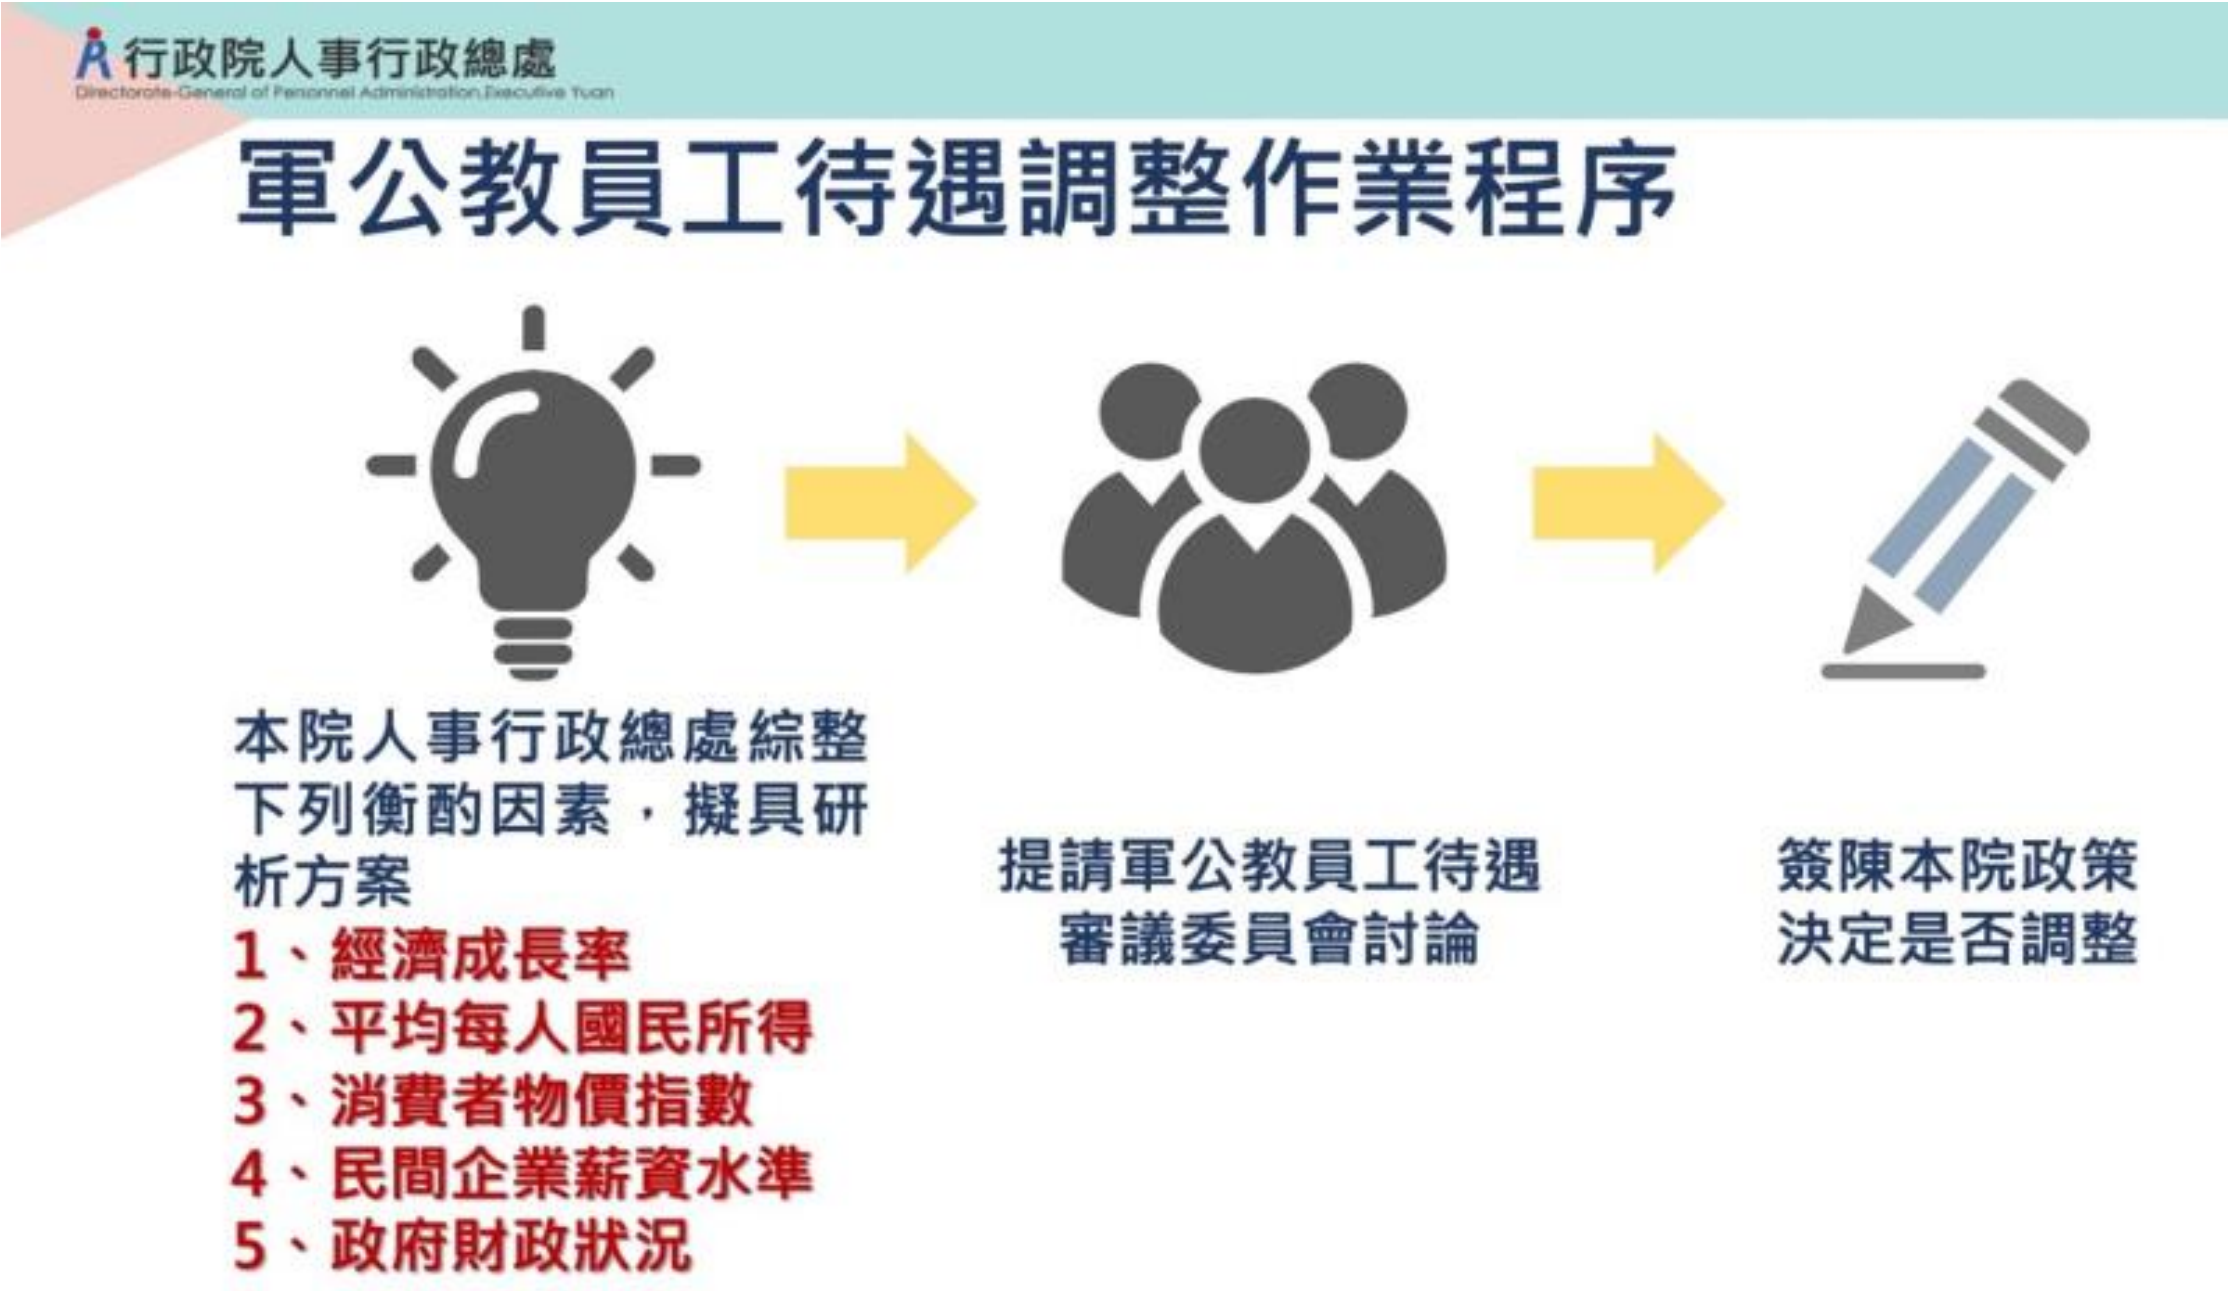 行政院人事行政總處
Directorate-General of Personnel Administration,Executive Yuan
軍公教員工待遇調整作業程序
本院人事行政總處綜整
下列衡酌因素，擬具研
析方案
1、經濟成長率
2、平均每人國民所得
3、消費者物價指數
4、民間企業薪資水準
5、政府財政狀況
提請軍公教員工待遇
審議委員會討論
簽陳本院政策
決定是否調整